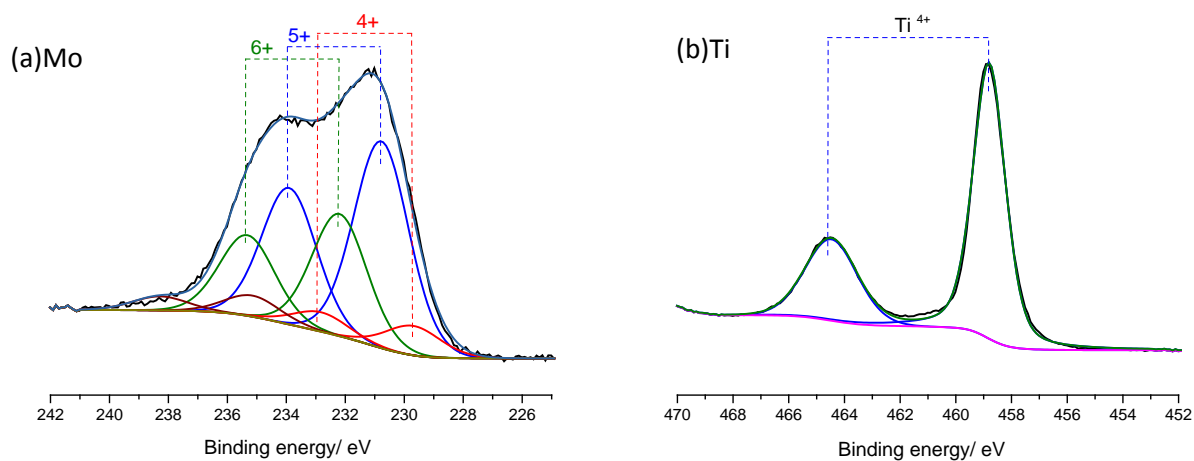 (a)Mo
6+
5+
4+
242 240 238 236 234 232 230 228 226
Binding energy/ eV
(b)Ti
Ti 4+
470 468 466 464 462 460 458 456 454 452
Binding energy/ eV